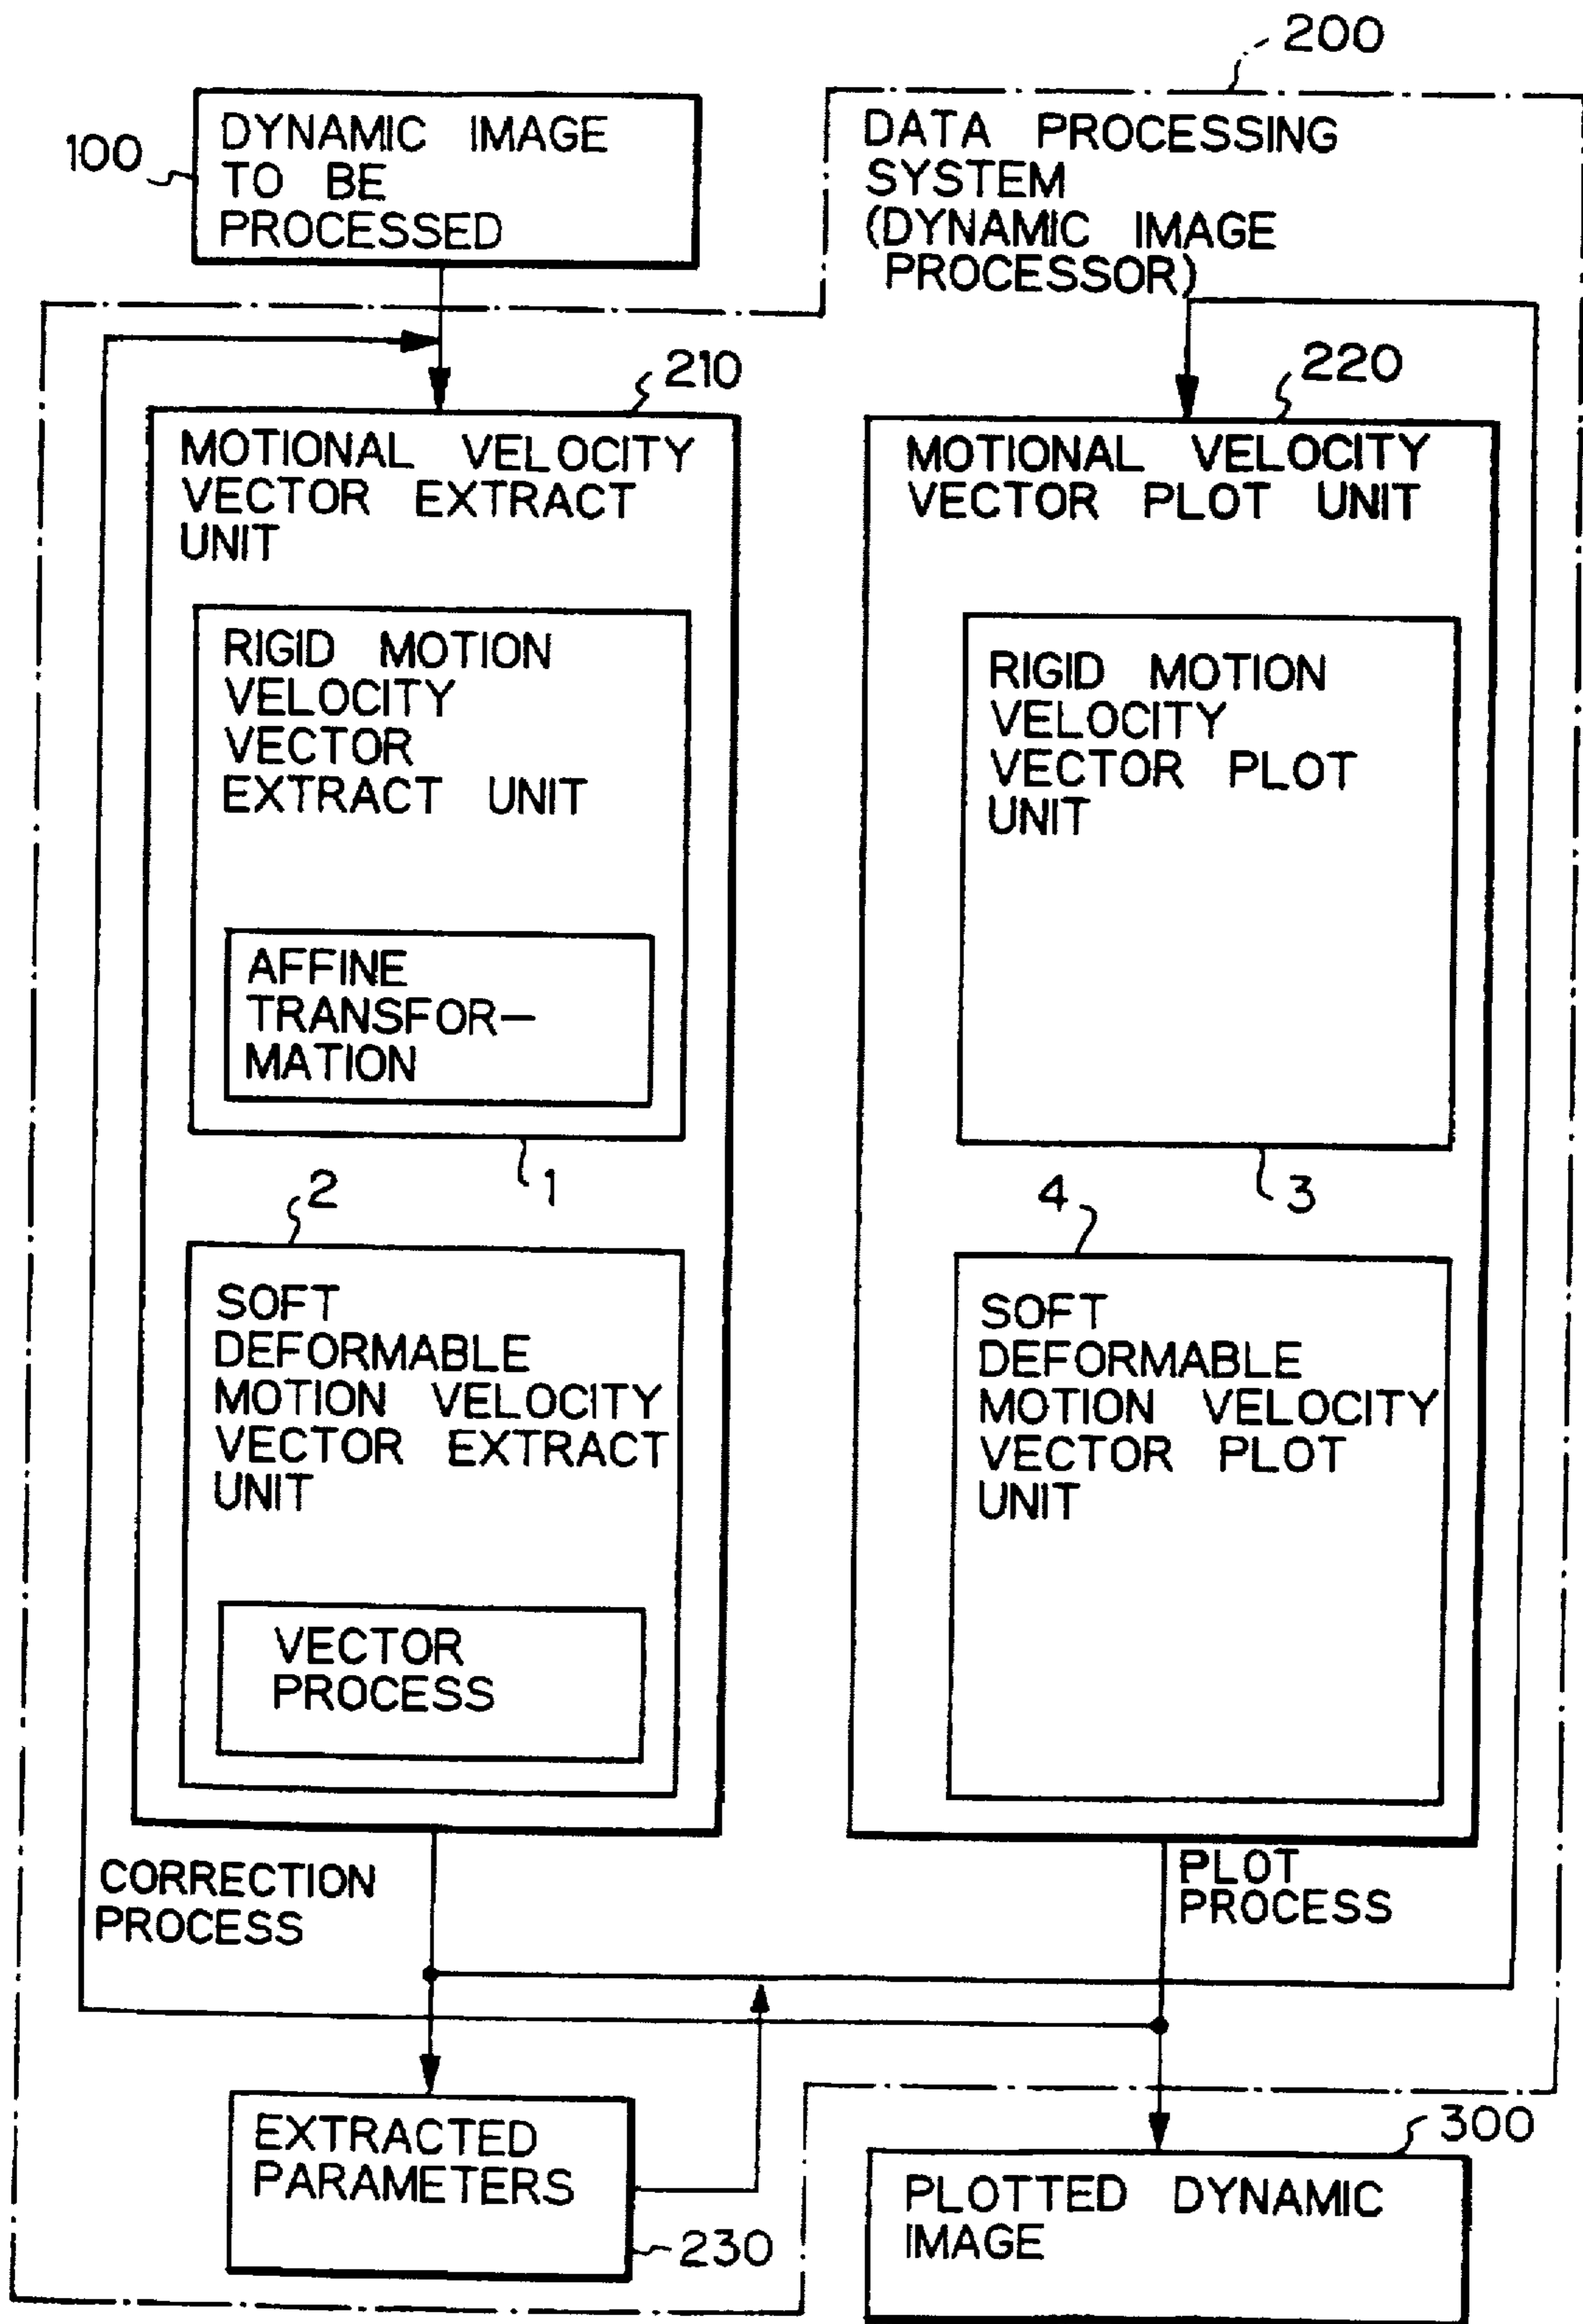 200
100
DYNAMIC IMAGE
TO BE
PROCESSED
DATA PROCESSING
SYSTEM
(DYNAMIC IMAGE
PROCESSOR)
210
MOTIONAL VELOCITY
VECTOR EXTRACT
UNIT
RIGID MOTION
VELOCITY
VECTOR
EXTRACT UNIT
AFFINE
TRANSFOR-
MATION
1
2
SOFT
DEFORMABLE
MOTION VELOCITY
VECTOR EXTRACT
UNIT
VECTOR
PROCESS
220
MOTIONAL VELOCITY
VECTOR PLOT UNIT
RIGID MOTION
VELOCITY
VECTOR PLOT
UNIT
3
4
SOFT
DEFORMABLE
MOTION VELOCITY
VECTOR PLOT
UNIT
CORRECTION
PROCESS
PLOT
PROCESS
EXTRACTED
PARAMETERS
230
300
PLOTTED DYNAMIC
IMAGE